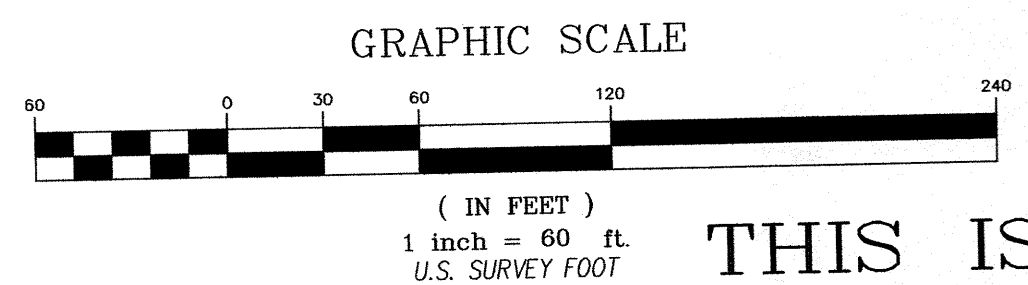 GRAPHIC SCALE
60 0 30 60 120 240
( IN FEET )
1 inch = 60 ft.
U.S. SURVEY FOOT
THIS IS